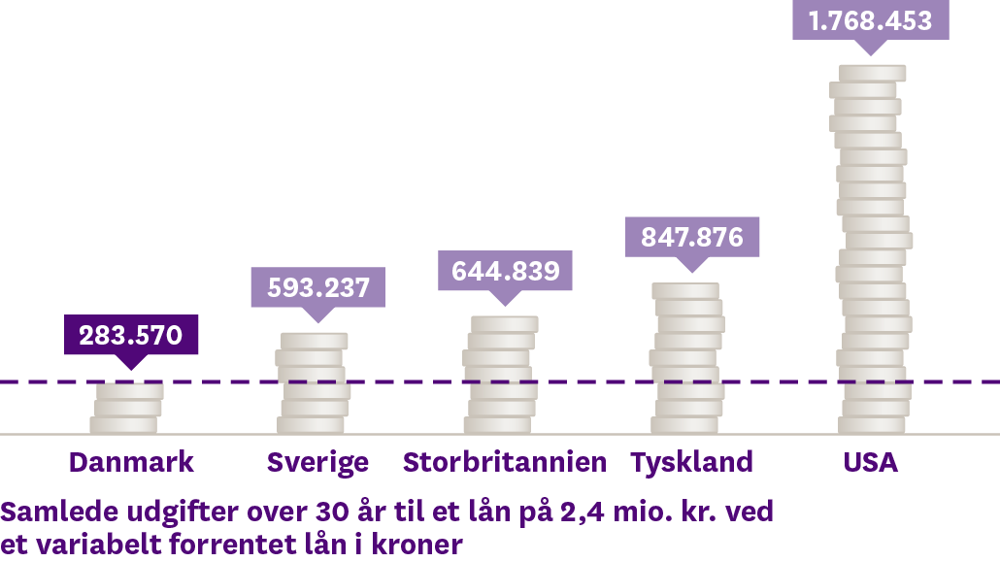 1.768.453
847.876
644.839
593.237
283.570
Danmark Sverige Storbritannien Tyskland USA
Samlede udgifter over 30 år til et lån på 2,4 mio. kr. ved
et variabelt forrentet lån i kroner